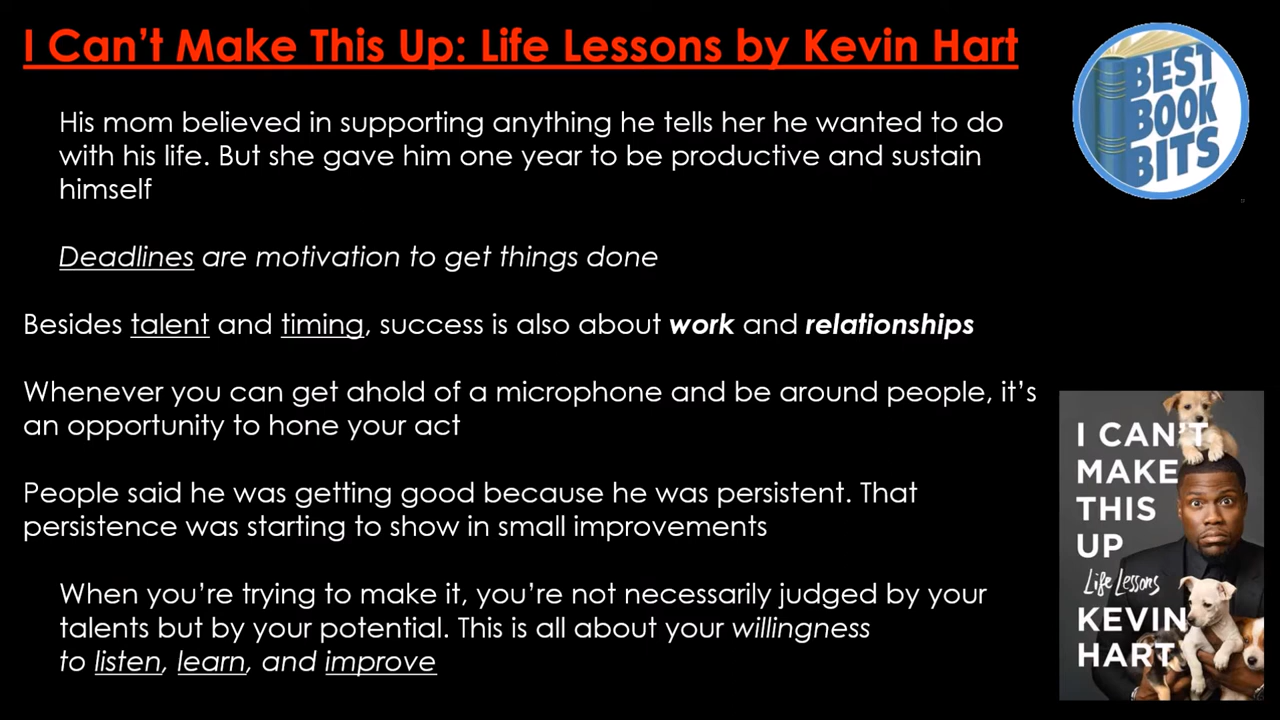 I Can't Make This Up: Life Lessons by Kevin Hart
BEST
BOOK
BITS
His mom believed in supporting anything he tells her he wanted to do
with his life. But she gave him one year to be productive and sustain
himself
Deadlines are motivation to get things done
Besides talent and timing, success is also about work and relationships
Whenever you can get ahold of a microphone and be around people, it's
an opportunity to hone your act
People said he was getting good because he was persistent. That
persistence was starting to show in small improvements
When you're trying to make it, you're not necessarily judged by your
talents but by your potential. This is all about your willingness
to listen, learn, and improve
I CAN'T
MAKE
THIS
UP
Life Lessons
KEVIN
HART